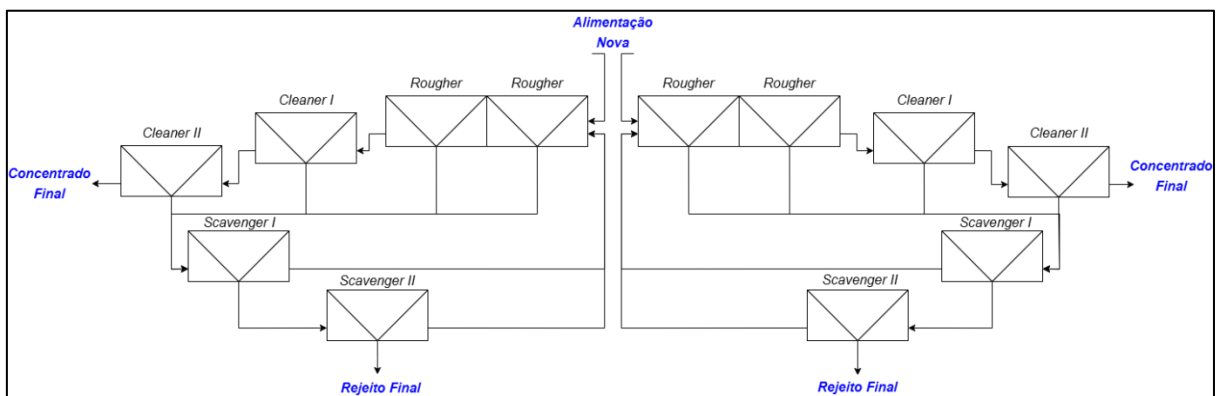 Alimentação
Nova
Rougher
Rougher
Rougher
Rougher
Cleaner I
Cleaner I
Cleaner II
Cleaner II
Concentrado
Final
Concentrado
Final
Scavenger I
Scavenger I
Scavenger II
Scavenger II
Rejeito Final
Rejeito Final